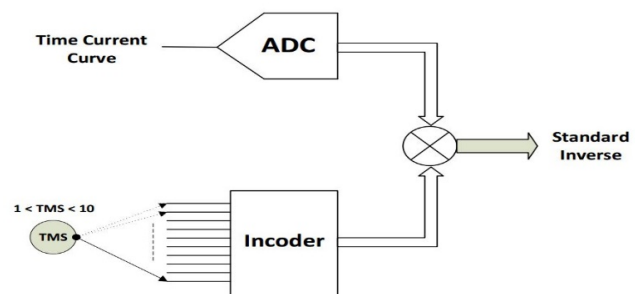 Time Current
Curve
ADC
Standard
Inverse
1 < TMS < 10
TMS
Incoder